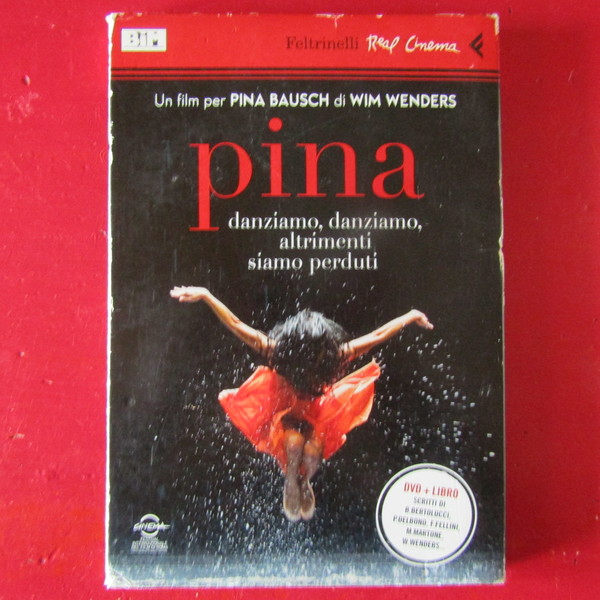 BiM
Feltrinelli Real Cinema
Un film per PINA BAUSCH di WIM WENDERS
pina
danziamo, danziamo,
altrimenti
siamo perduti
DVD + LIBRO
SCRITTI DI
B.BERTOLUCCI,
P.DELBONO, F.FELLINI,
M.MARTONE,
W.WENDERS...
CINEMA